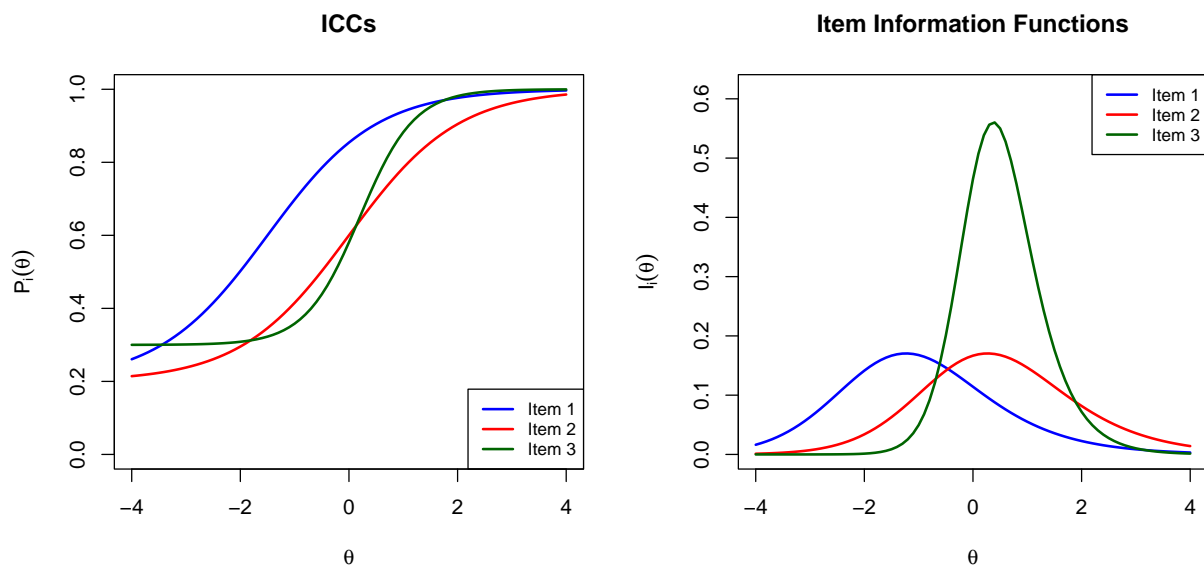 ICCs
1.0
0.8
0.6
0.4
0.2
0.0
Pi(θ)
−4 −2 0 2 4
θ
Item 1
Item 2
Item 3
Item Information Functions
0.6
0.5
0.4
0.3
0.2
0.1
0.0
Ii(θ)
−4 −2 0 2 4
θ
Item 1
Item 2
Item 3